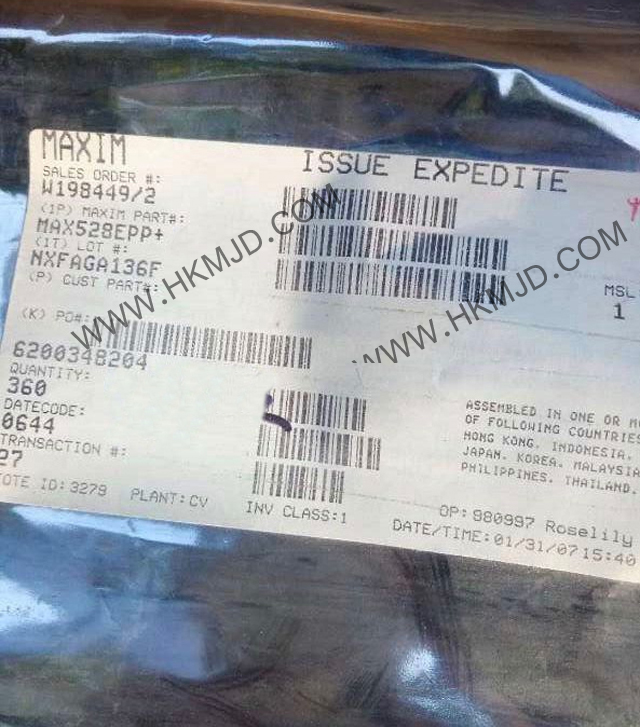 MAXIM
ISSUE EXPEDITE
SALES ORDER #:
W198449/2
(1P) MAXIM PART#:
MAX528EPP+
(1T) LOT #:
NXFAGA136F
(P) CUST PART#:
MSL
1
(K) PO#:
6200348204
QUANTITY:
360
DATECODE:
0644
TRANSACTION #:
27
ASSEMBLED IN ONE OR
OF FOLLOWING COUNTRIES
HONG KONG, INDONESIA,
JAPAN, KOREA, MALAYSIA
PHILIPPINES, THAILAND,
OTE ID:3279 PLANT:CV INV CLASS:1
OP: 980997 Roselily
DATE/TIME:01/31/07 15:40
WWW.HKMJD.COM
WWW.HKMJD.COM